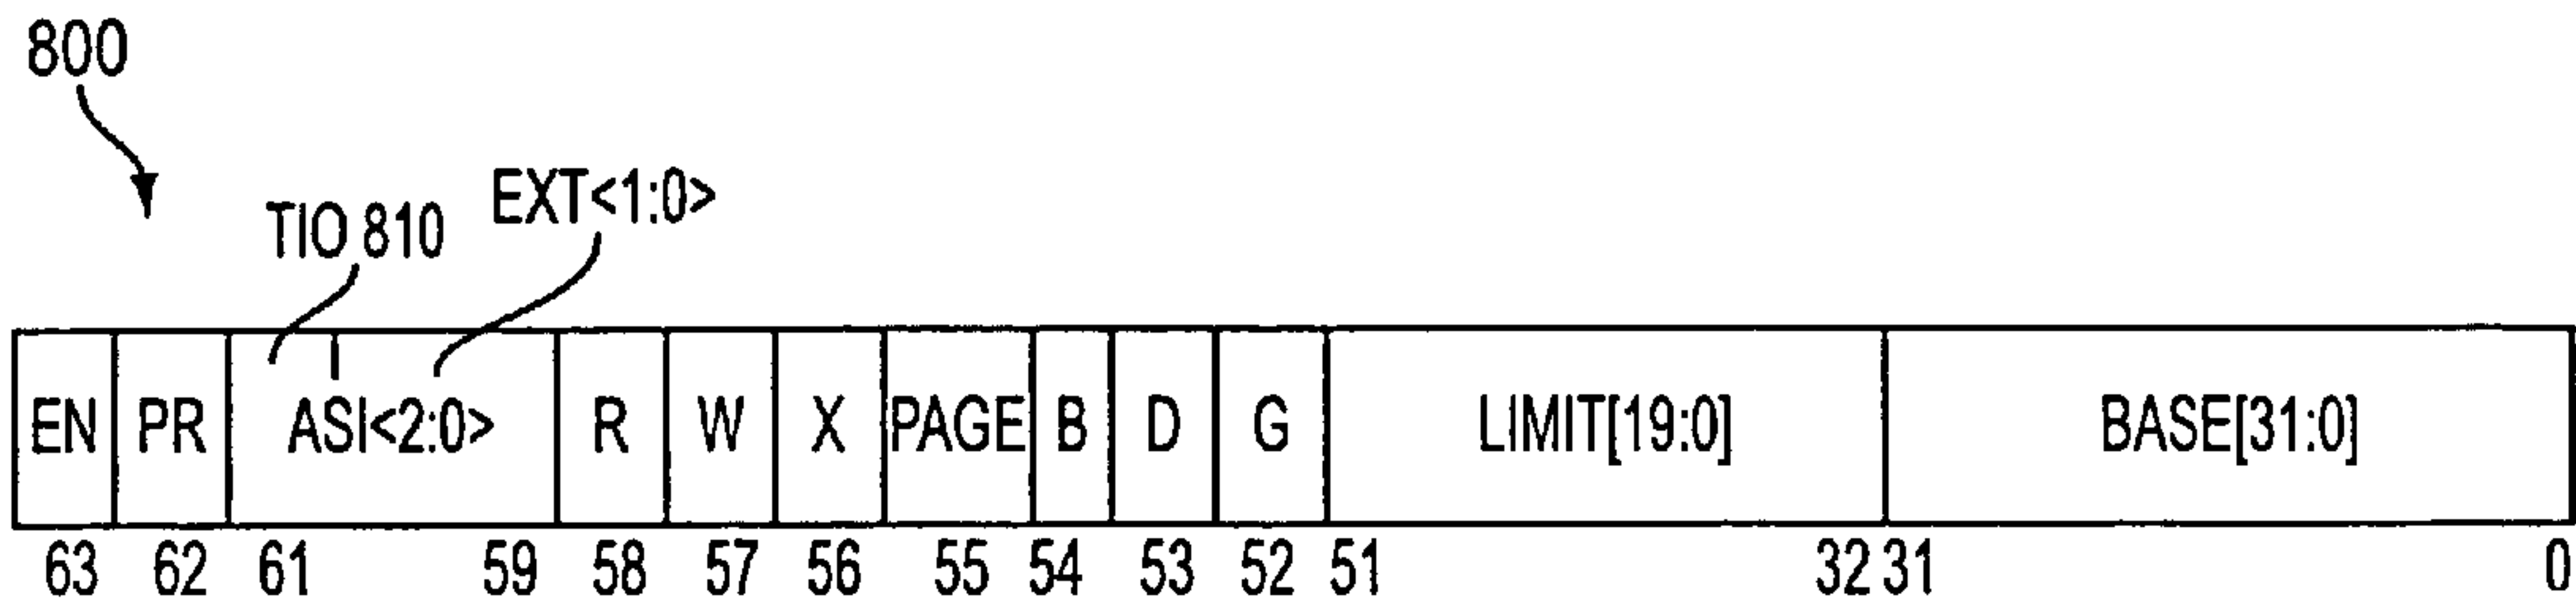 800
TIO 810 EXT<1:0>
EN PR ASI<2:0> R W X PAGE B D G LIMIT[19:0] BASE[31:0]
63 62 61 59 58 57 56 55 54 53 52 51 32 31 0